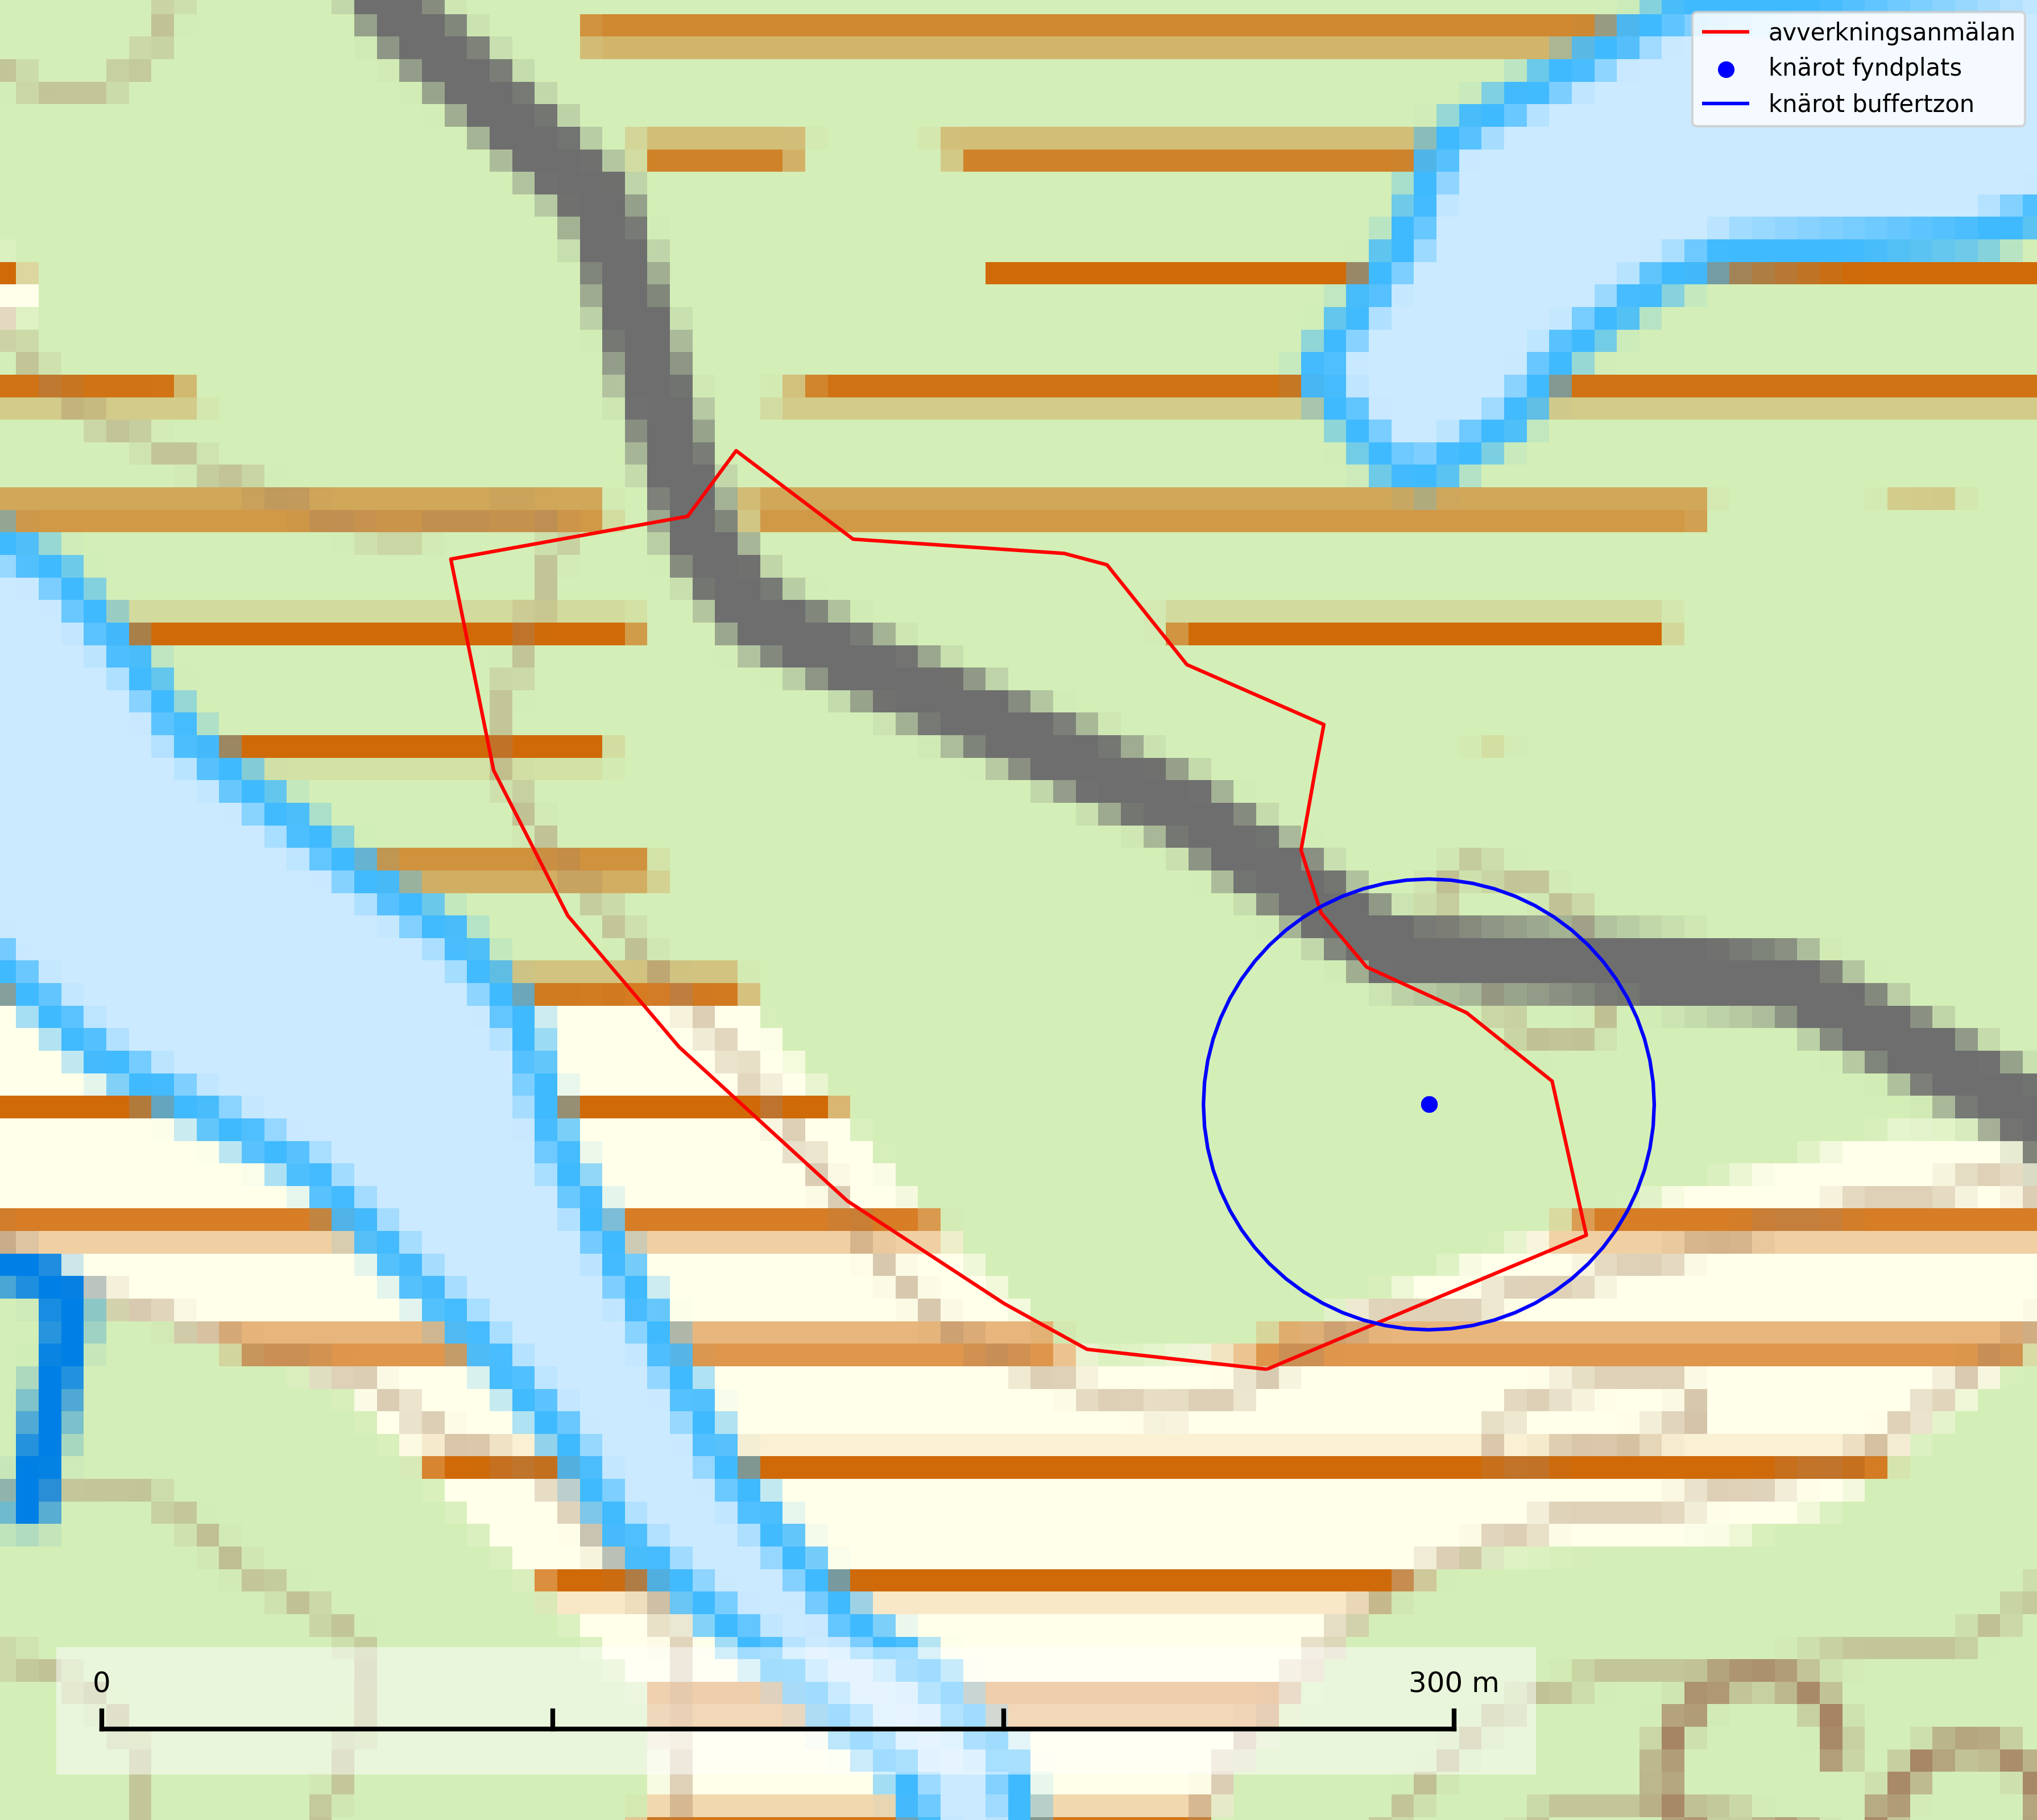 avverkningsanmälan
knärot fyndplats
knärot buffertzon
0
300 m